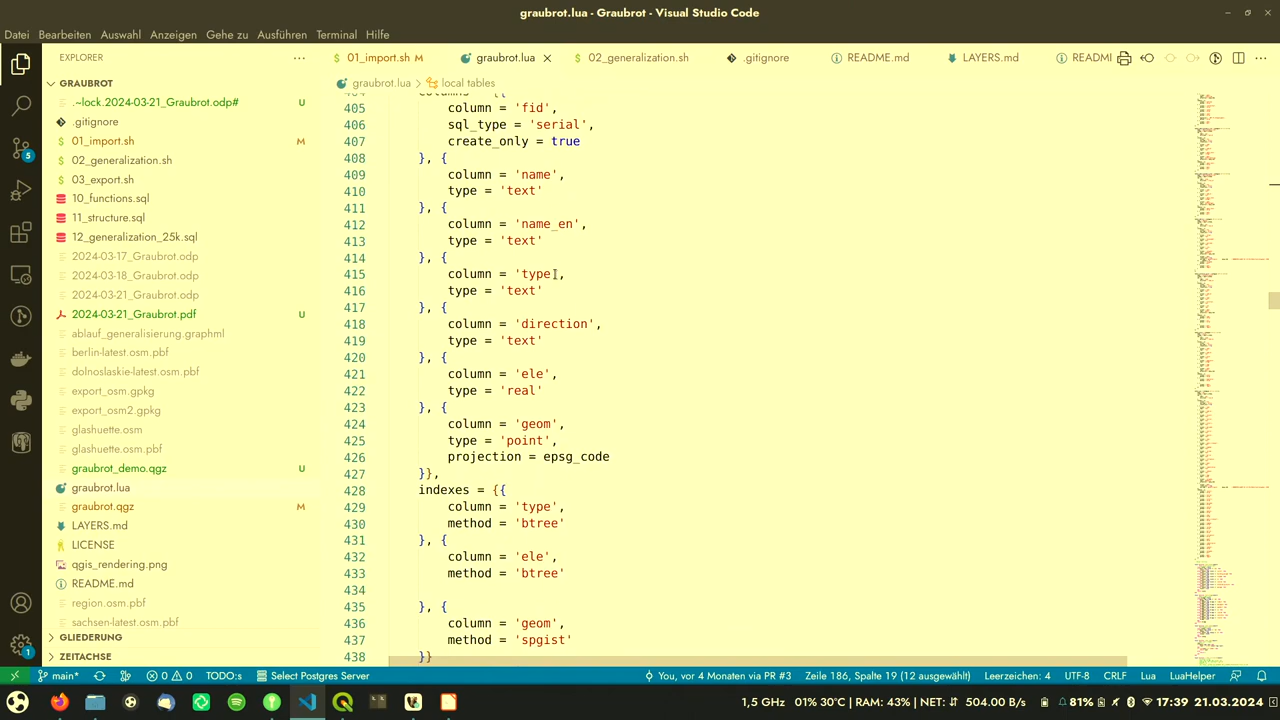 graubrot.lua - Graubrot - Visual Studio Code
Datei Bearbeiten Auswahl Anzeigen Gehe zu Ausführen Terminal Hilfe
EXPLORER
01_import.sh M graubrot.lua 02_generalization.sh .gitignore README.md LAYERS.md READMI
GRAUBROT
graubrot.lua > local tables
.~lock.2024-03-21_Graubrot.odp# U
.gitignore
01_import.sh M
02_generalization.sh
03_export.sh
10_functions.sql
11_structure.sql
12_generalization_25k.sql
2024-03-17_Graubrot.odp
2024-03-18_Graubrot.odp
2024-03-21_Graubrot.odp
2024-03-21_Graubrot.pdf U
ablauf_generalisierung.graphml
berlin-latest.osm.pbf
dolnoslaskie-latest.osm.pbf
export_osm.gpkg
export_osm2.gpkg
glashuette.osm
glashuette.osm.pbf
graubrot_demo.qgz U
graubrot.lua
graubrot.qgz M
LAYERS.md
LICENSE
qgis_rendering.png
README.md
region.osm.pbf
sachsen-latest.osm.pbf
GLIEDERUNG
ZEITACHSE
405 column = 'fid',
406 sql_type = 'serial',
407 create_only = true
408 }, {
409 column = 'name',
410 type = 'text'
411 }, {
412 column = 'name_en',
413 type = 'text'
414 }, {
415 column = 'type',
416 type = 'text'
417 }, {
418 column = 'direction',
419 type = 'text'
420 }, {
421 column = 'ele',
422 type = 'real'
423 }, {
424 column = 'geom',
425 type = 'point',
426 projection = epsg_code
427 }},
428 indexes = {{
429 column = 'type',
430 method = 'btree'
431 }, {
432 column = 'ele',
433 method = 'btree'
434
435 }, {
436 column = 'geom',
437 method = 'spgist'
438 }}
5
1
main* 0 0 TODO:s Select Postgres Server You, vor 4 Monaten via PR #3 Zeile 186, Spalte 19 (12 ausgewählt) Leerzeichen: 4 UTF-8 CRLF Lua LuaHelper
1,5 GHz 01% 30°C | RAM: 43% | NET: 504.00 B/s 81% 17:39 21.03.2024